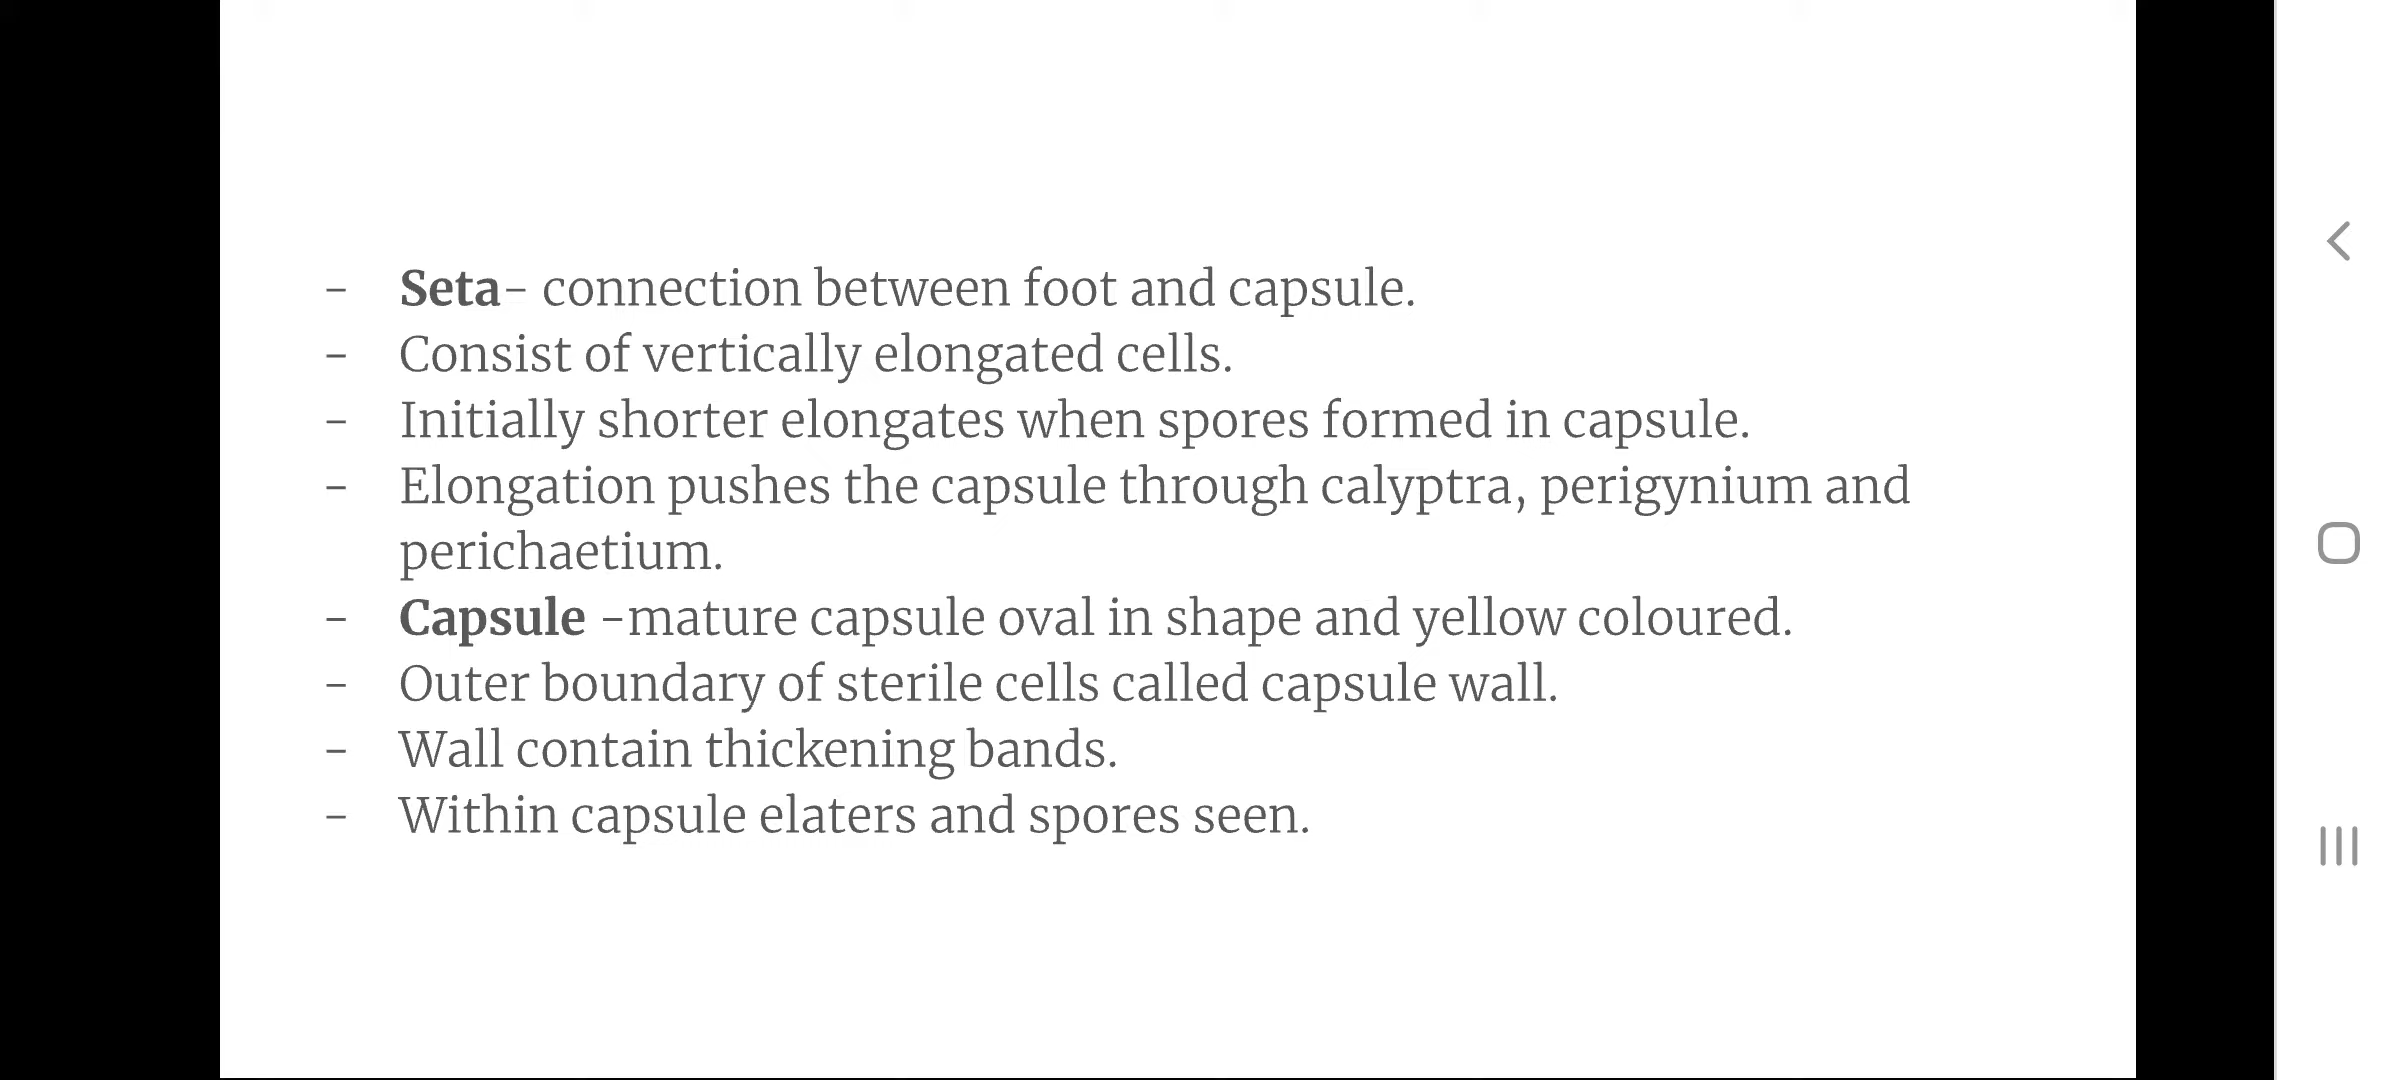 - Seta- connection between foot and capsule.
- Consist of vertically elongated cells.
- Initially shorter elongates when spores formed in capsule.
- Elongation pushes the capsule through calyptra, perigynium and
perichaetium.
- Capsule -mature capsule oval in shape and yellow coloured.
- Outer boundary of sterile cells called capsule wall.
- Wall contain thickening bands.
- Within capsule elaters and spores seen.